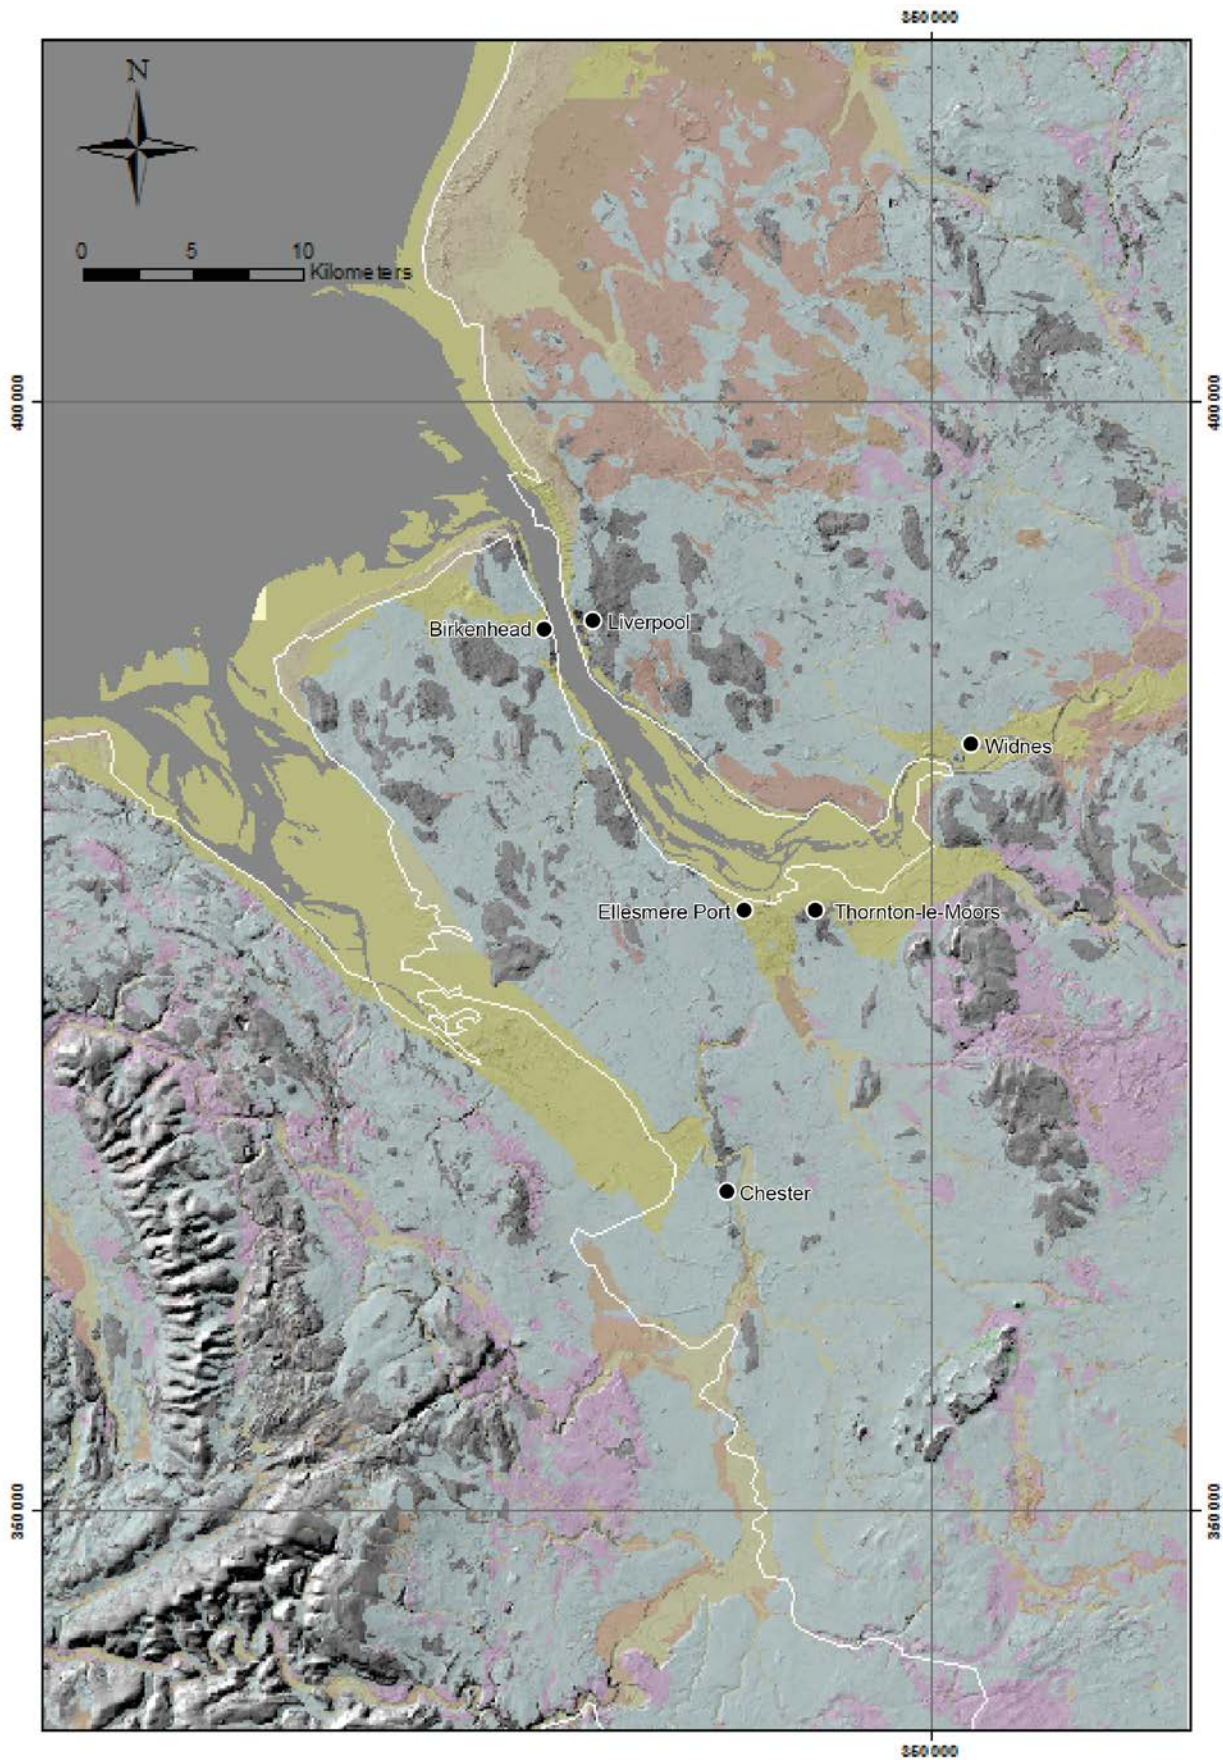 350000
N
0 5 10
Kilometers
400000
400000
Liverpool
Birkenhead
Widnes
Ellesmere Port
Thornton-le-Moors
Chester
350000
350000
350000